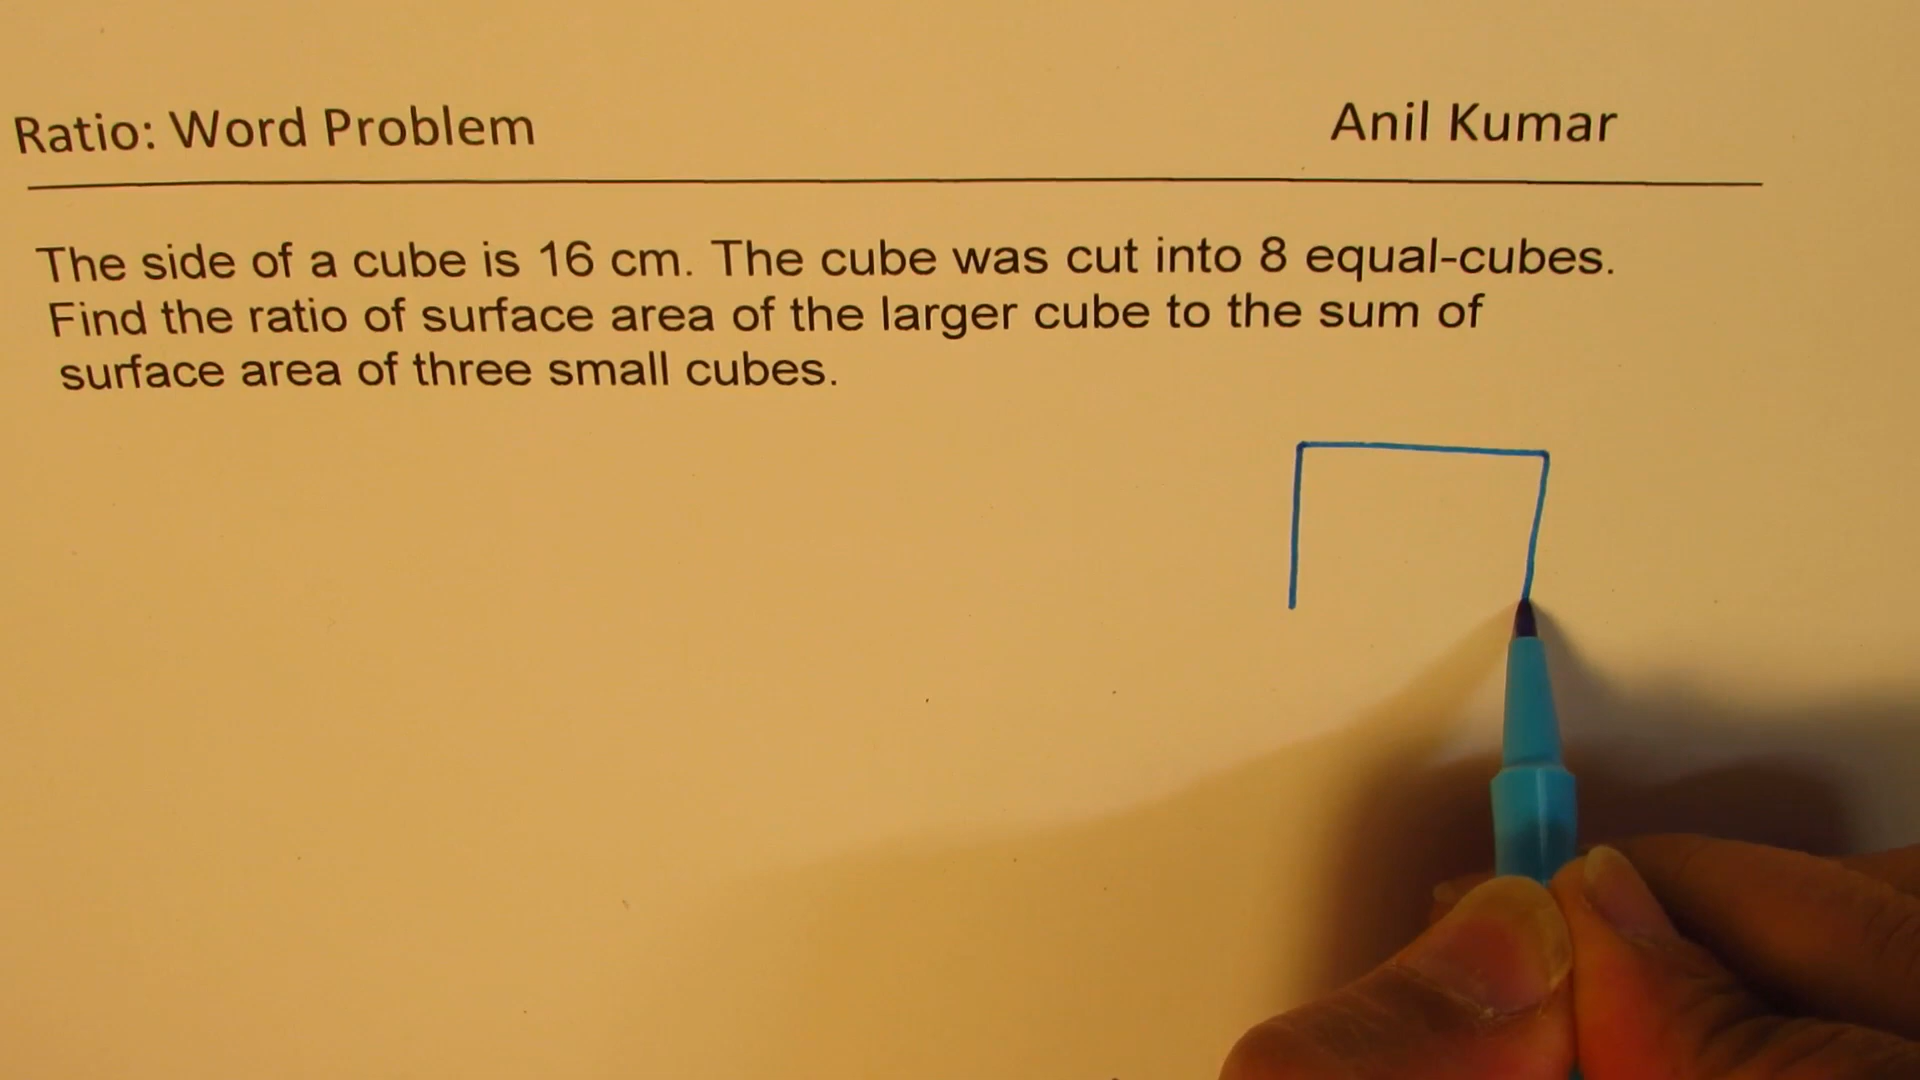 Ratio: Word Problem
Anil Kumar
The side of a cube is 16 cm. The cube was cut into 8 equal-cubes.
Find the ratio of surface area of the larger cube to the sum of
surface area of three small cubes.